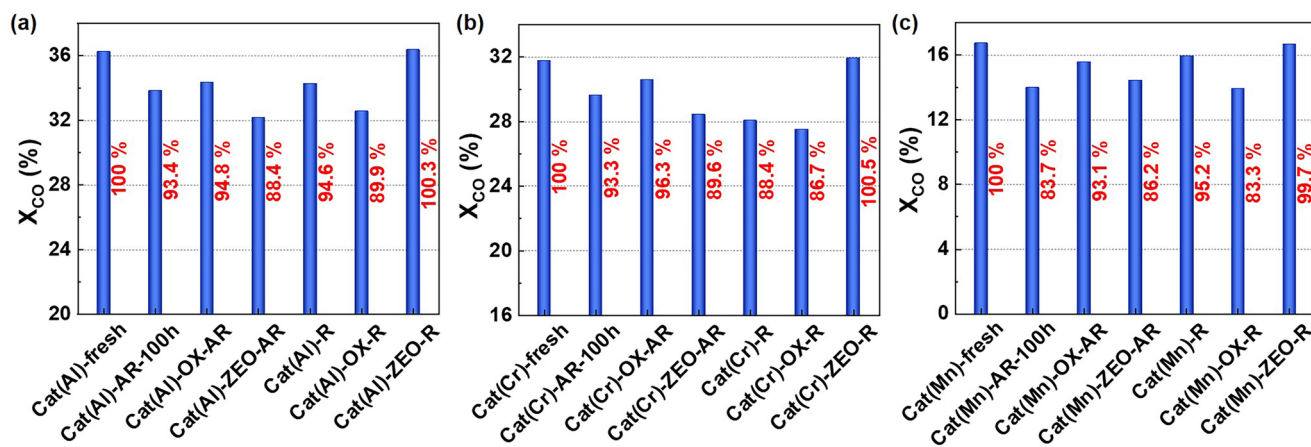 (a)
X_CO (%)
36
32
28
24
20
100 %
93.4 %
94.8 %
88.4 %
94.6 %
89.9 %
100.3 %
Cat(Al)-fresh
Cat(Al)-AR-100h
Cat(Al)-OX-AR
Cat(Al)-ZEO-AR
Cat(Al)-R
Cat(Al)-OX-R
Cat(Al)-ZEO-R
(b)
X_CO (%)
32
28
24
20
16
100 %
93.3 %
96.3 %
89.6 %
88.4 %
86.7 %
100.5 %
Cat(Cr)-fresh
Cat(Cr)-AR-100h
Cat(Cr)-OX-AR
Cat(Cr)-ZEO-AR
Cat(Cr)-R
Cat(Cr)-OX-R
Cat(Cr)-ZEO-R
(c)
X_CO (%)
16
12
8
4
0
100 %
83.7 %
93.1 %
86.2 %
95.2 %
83.3 %
99.7 %
Cat(Mn)-fresh
Cat(Mn)-AR-100h
Cat(Mn)-OX-AR
Cat(Mn)-ZEO-AR
Cat(Mn)-R
Cat(Mn)-OX-R
Cat(Mn)-ZEO-R